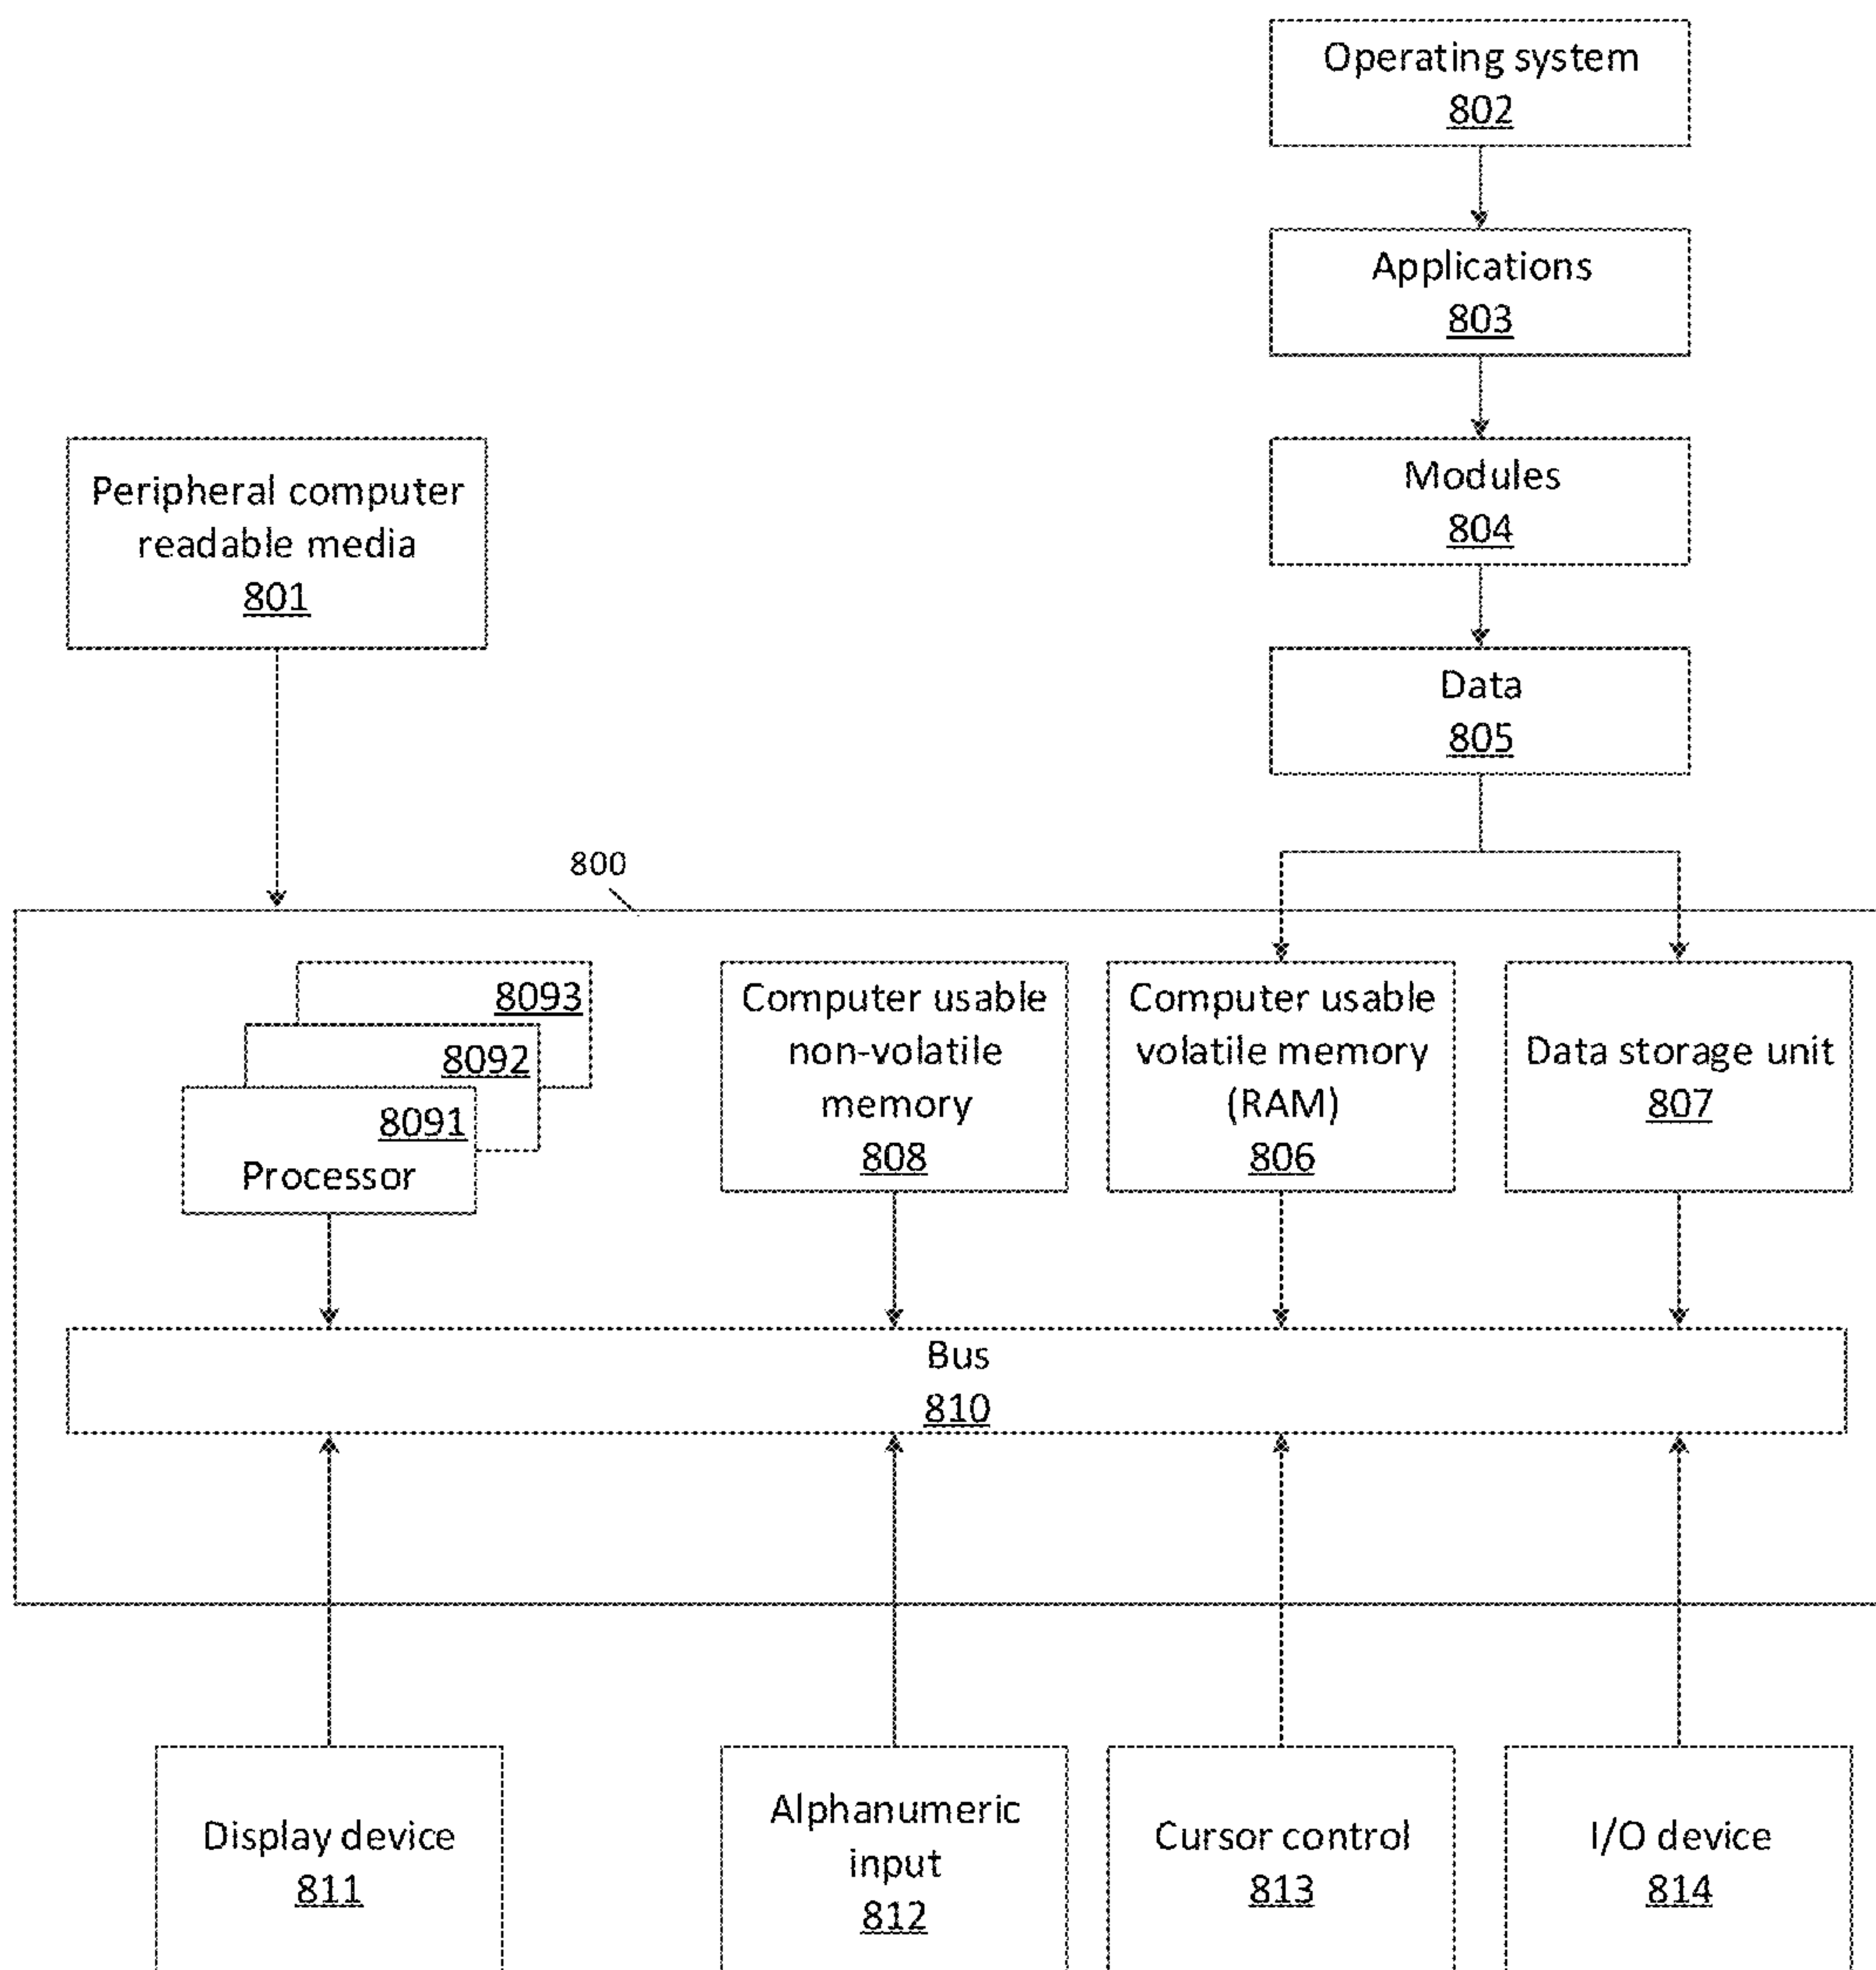 Operating system
802
Applications
803
Modules
804
Peripheral computer
readable media
801
Data
805
800
8093
8092
8091
Processor
Computer usable
non-volatile
memory
808
Computer usable
volatile memory
(RAM)
806
Data storage unit
807
Bus
810
Display device
811
Alphanumeric
input
812
Cursor control
813
I/O device
814